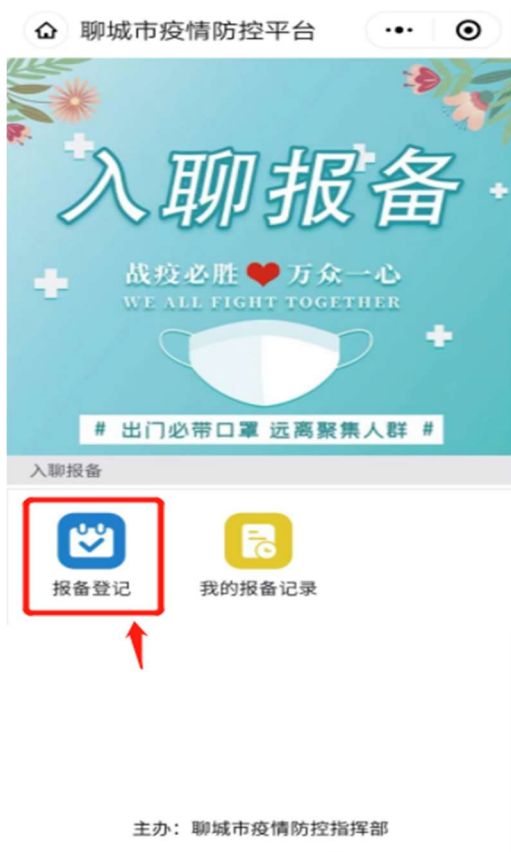 聊城市疫情防控平台
入聊报备
战疫必胜 万众一心
WE ALL FIGHT TOGETHER
# 出门必带口罩 远离聚集人群 #
入聊报备
报备登记 我的报备记录
主办：聊城市疫情防控指挥部